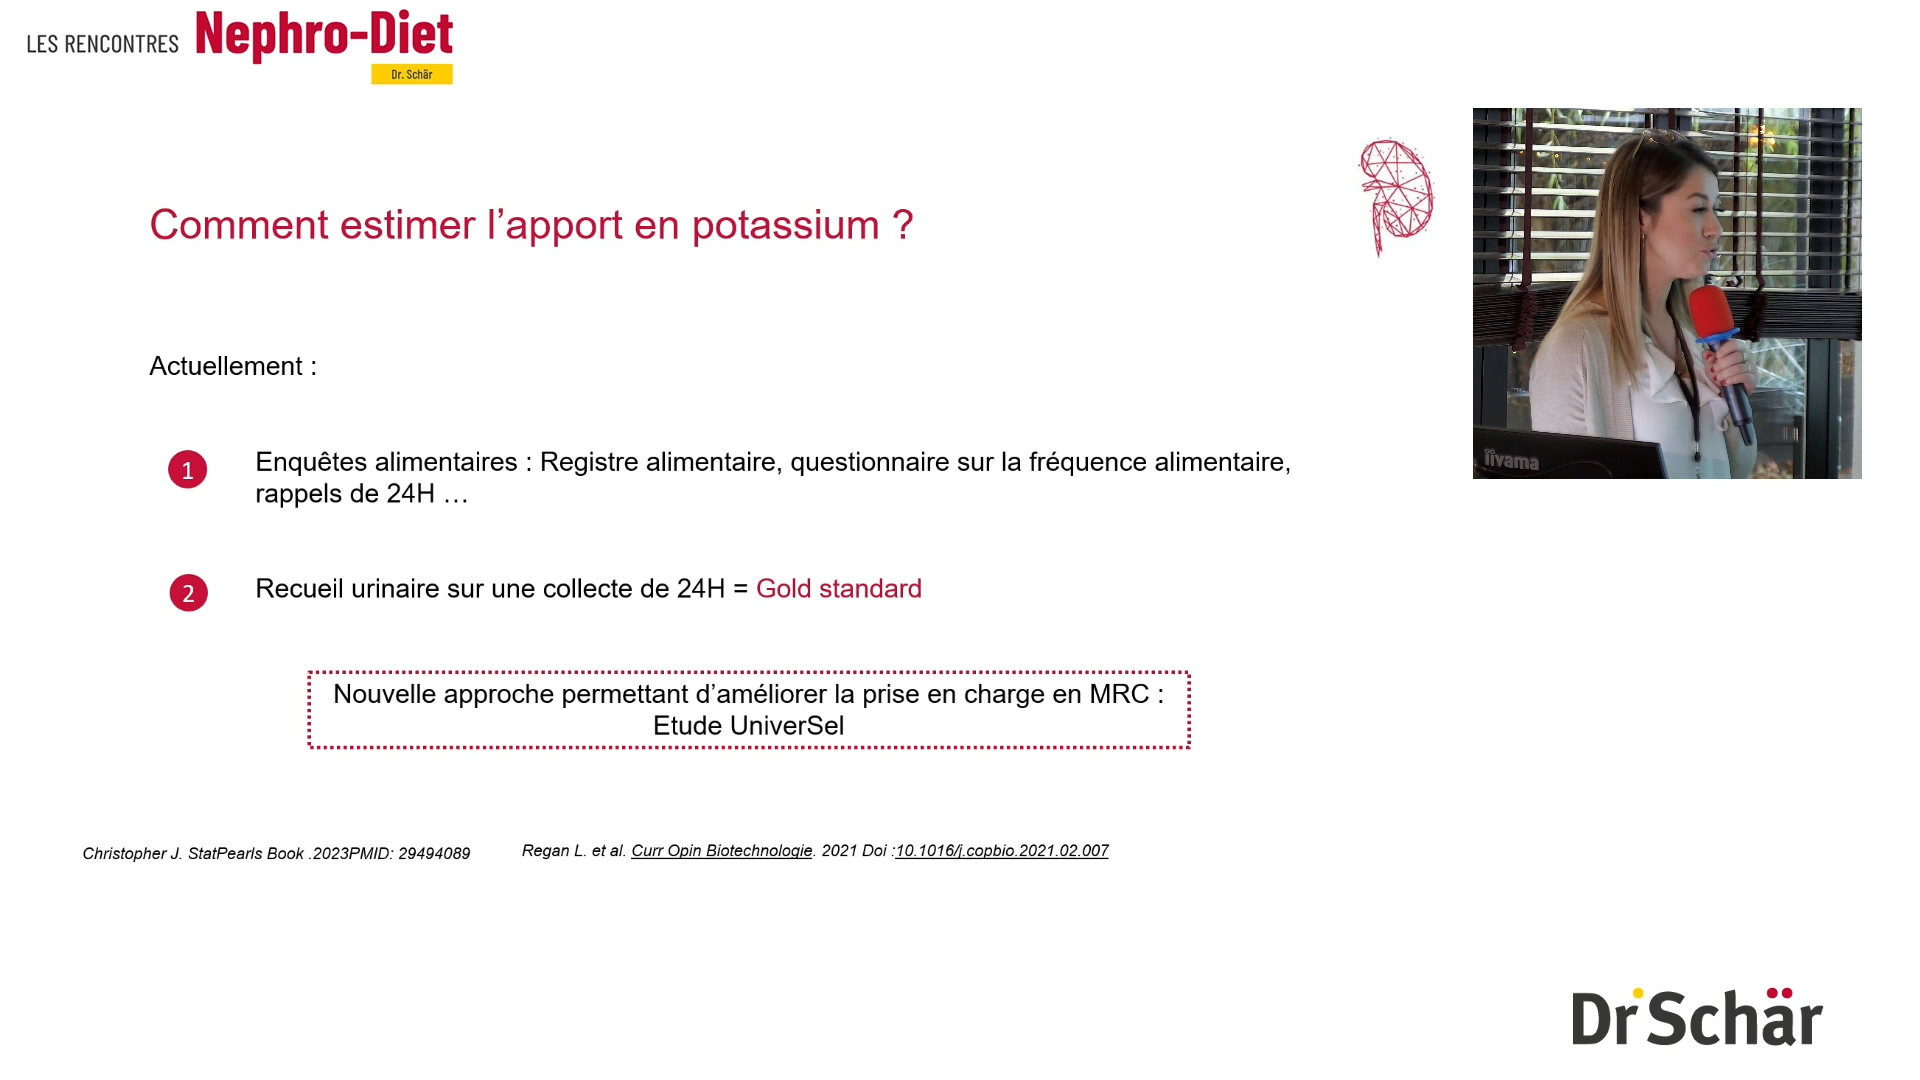 LES RENCONTRES Nephro-Diet
Dr. Schär
Comment estimer l’apport en potassium ?
Actuellement :
1 Enquêtes alimentaires : Registre alimentaire, questionnaire sur la fréquence alimentaire,
rappels de 24H …
2 Recueil urinaire sur une collecte de 24H = Gold standard
Nouvelle approche permettant d’améliorer la prise en charge en MRC :
Etude UniverSel
Christopher J. StatPearls Book .2023PMID: 29494089
Regan L. et al. Curr Opin Biotechnologie. 2021 Doi :10.1016/j.copbio.2021.02.007
iiyama
Dr Schär